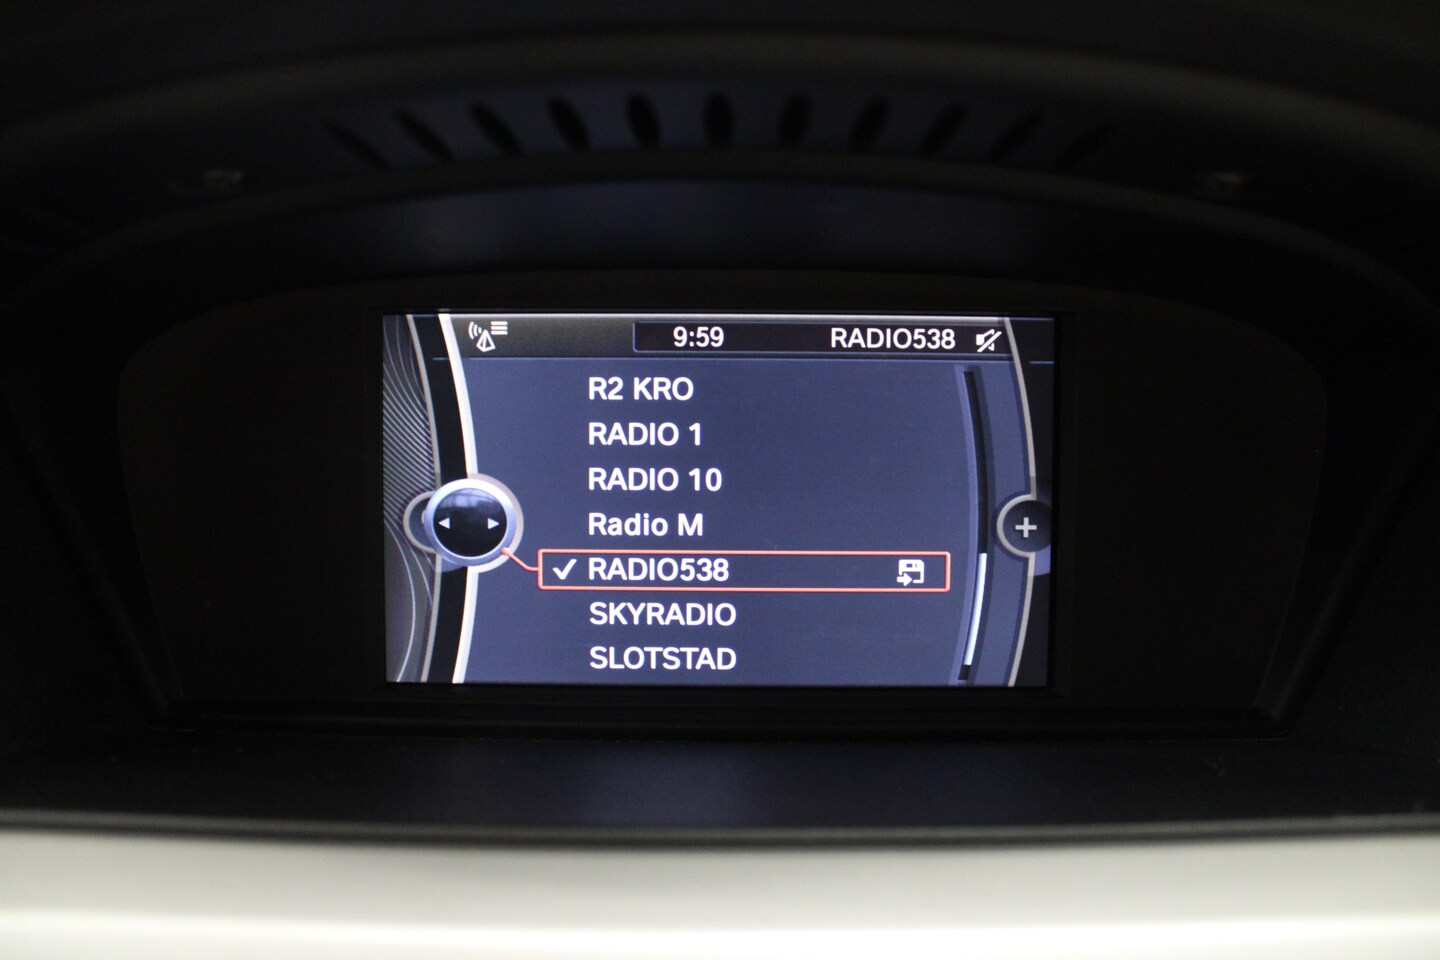 9:59 RADIO538
R2 KRO
RADIO 1
RADIO 10
Radio M
RADIO538
SKYRADIO
SLOTSTAD